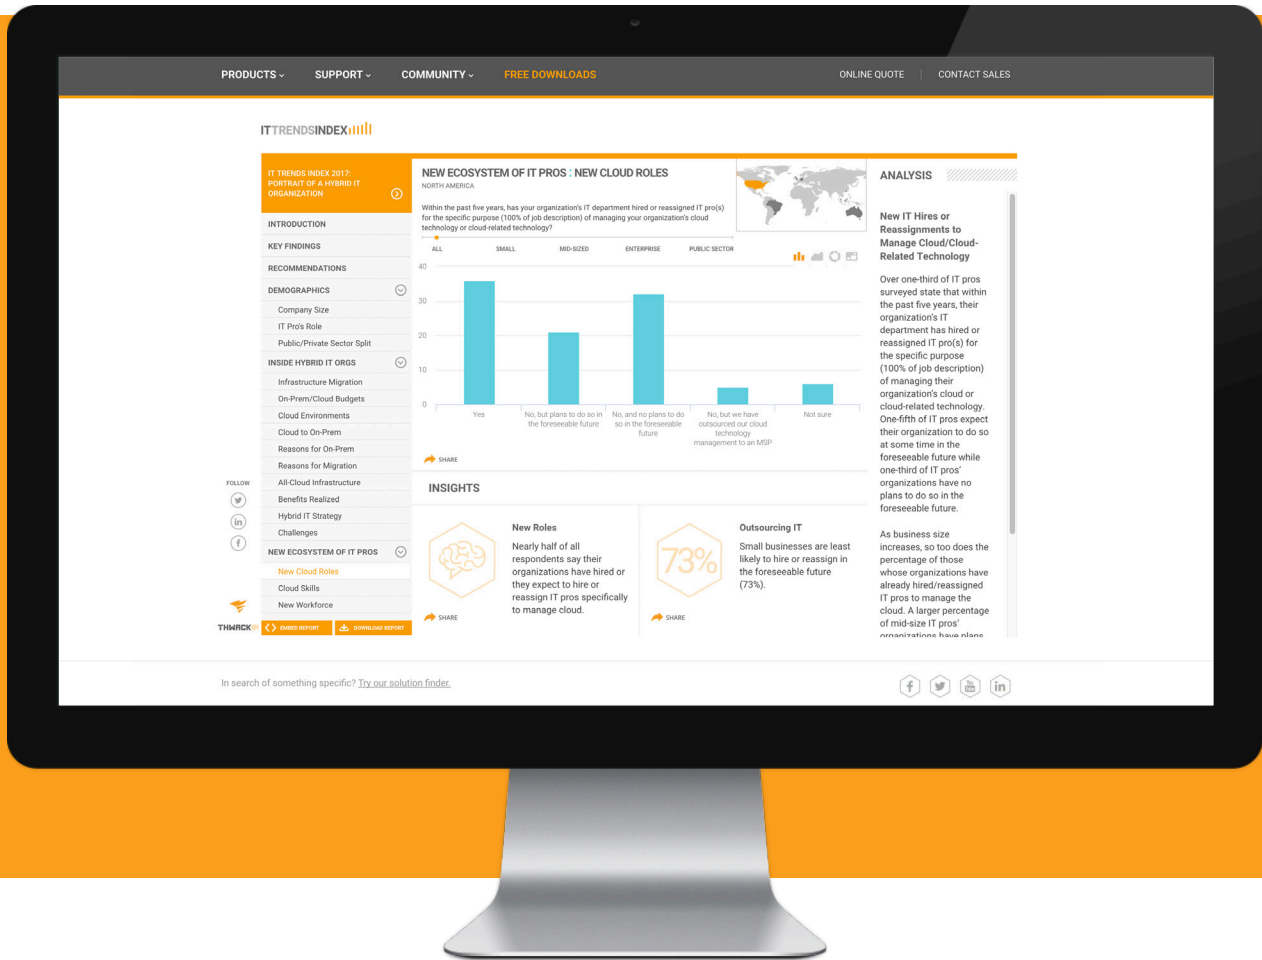 PRODUCTS SUPPORT COMMUNITY FREE DOWNLOADS ONLINE QUOTE CONTACT SALES
ITTRENDSINDEX
IT TRENDS INDEX 2017:
PORTRAIT OF A HYBRID IT
ORGANIZATION
INTRODUCTION
KEY FINDINGS
RECOMMENDATIONS
DEMOGRAPHICS
Company Size
IT Pro's Role
Public/Private Sector Split
INSIDE HYBRID IT ORGS
Infrastructure Migration
On-Prem/Cloud Budgets
Cloud Environments
Cloud to On-Prem
Reasons for On-Prem
Reasons for Migration
All-Cloud Infrastructure
Benefits Realized
Hybrid IT Strategy
Challenges
NEW ECOSYSTEM OF IT PROS
New Cloud Roles
Cloud Skills
New Workforce
EMBED REPORT DOWNLOAD REPORT
FOLLOW
THWACK
NEW ECOSYSTEM OF IT PROS : NEW CLOUD ROLES
NORTH AMERICA
Within the past five years, has your organization's IT department hired or reassigned IT pro(s)
for the specific purpose (100% of job description) of managing your organization's cloud
technology or cloud-related technology?
ALL SMALL MID-SIZED ENTERPRISE PUBLIC SECTOR
40
30
20
10
0
Yes
No, but plans to do so in
the foreseeable future
No, and no plans to do
so in the foreseeable
future
No, but we have
outsourced our cloud
technology
management to an MSP
Not sure
SHARE
INSIGHTS
New Roles
Nearly half of all
respondents say their
organizations have hired or
they expect to hire or
reassign IT pros specifically
to manage cloud.
SHARE
73%
Outsourcing IT
Small businesses are least
likely to hire or reassign in
the foreseeable future
(73%).
SHARE
ANALYSIS
New IT Hires or
Reassignments to
Manage Cloud/Cloud-
Related Technology
Over one-third of IT pros
surveyed state that within
the past five years, their
organization's IT
department has hired or
reassigned IT pro(s) for
the specific purpose
(100% of job description)
of managing their
organization's cloud or
cloud-related technology.
One-fifth of IT pros expect
their organization to do so
at some time in the
foreseeable future while
one-third of IT pros'
organizations have no
plans to do so in the
foreseeable future.
As business size
increases, so too does the
percentage of those
whose organizations have
already hired/reassigned
IT pros to manage the
cloud. A larger percentage
of mid-size IT pros'
organizations have plans
In search of something specific? Try our solution finder.